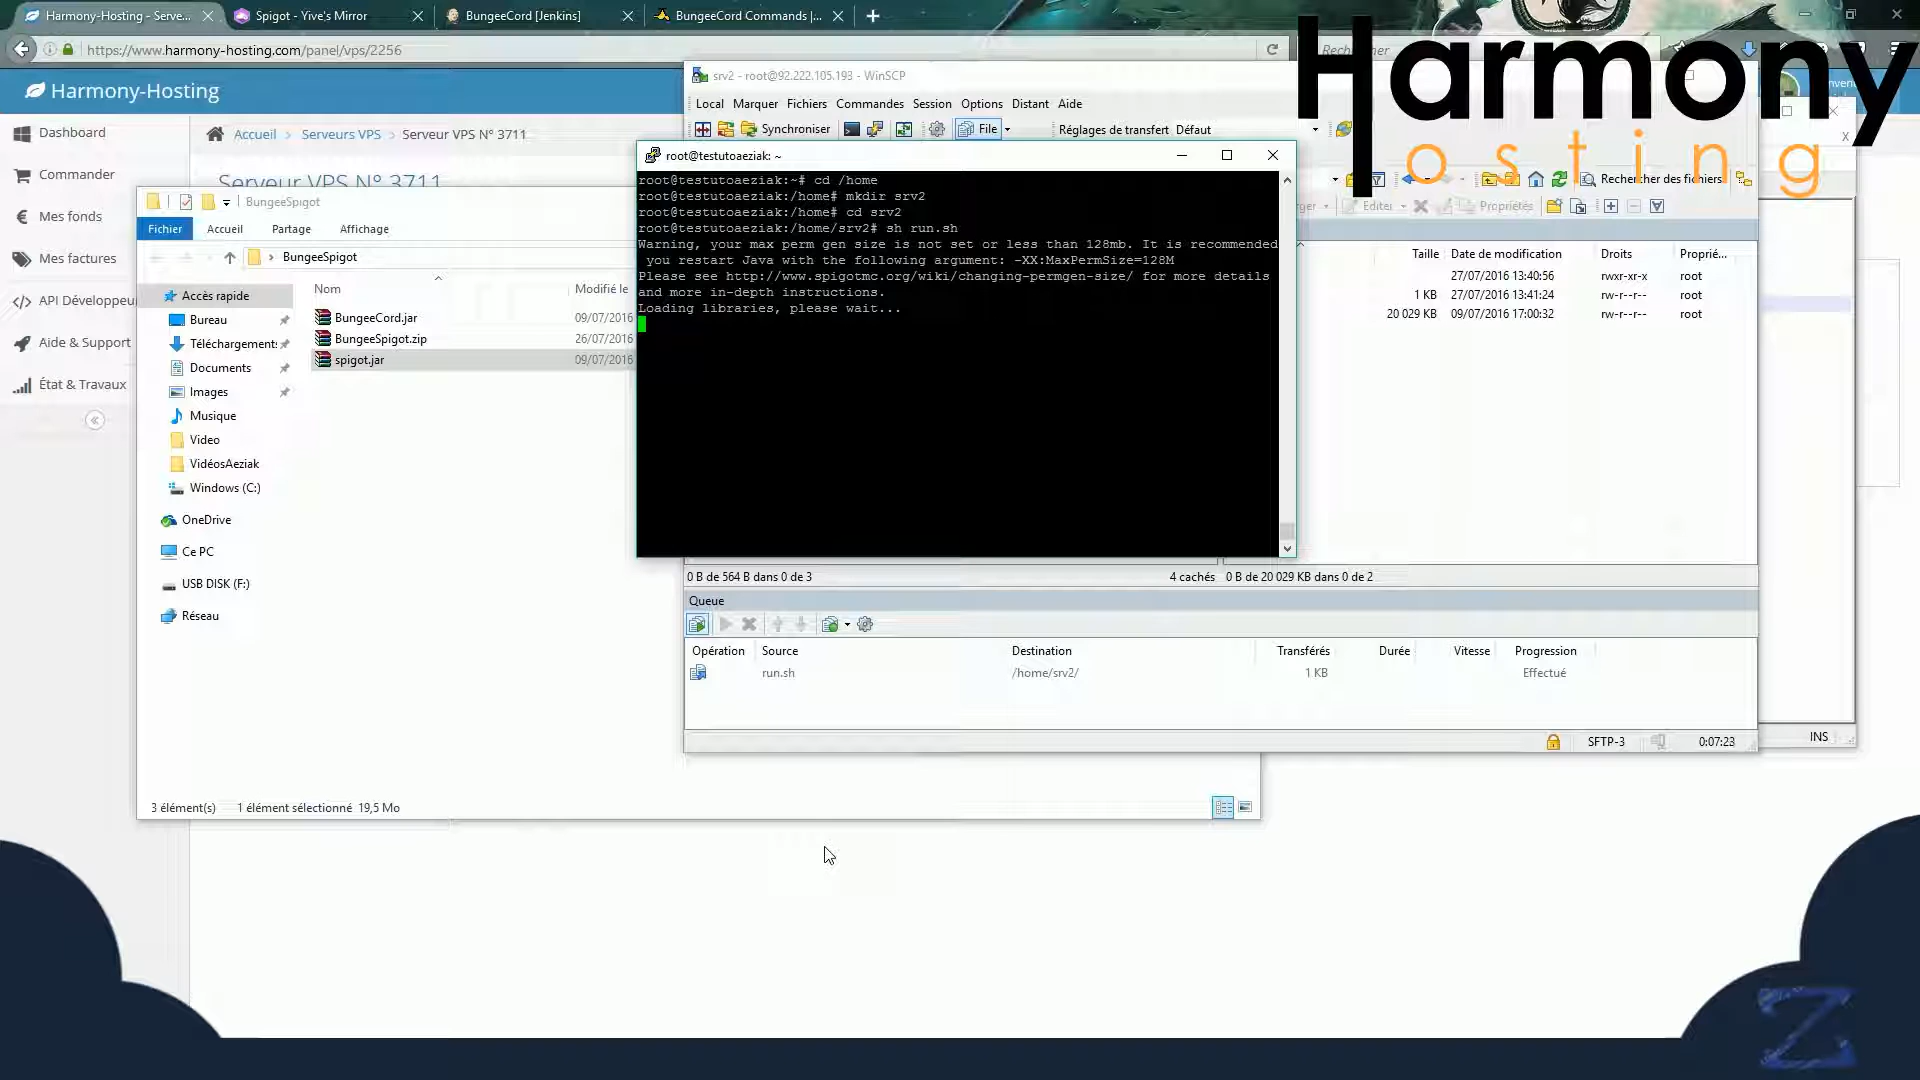 Harmony-Hosting - Serve...
Spigot - Yive's Mirror
BungeeCord [Jenkins]
BungeeCord Commands |...
https://www.harmony-hosting.com/panel/vps/2256
Rechercher
Harmony
Hosting
Harmony-Hosting
Dashboard
Commander
Mes fonds
Mes factures
API Développeu
Aide & Support
État & Travaux
Accueil > Serveurs VPS > Serveur VPS N° 3711
Serveur VPS N° 3711
BungeeSpigot
Fichier
Accueil
Partage
Affichage
BungeeSpigot
Nom
Modifié le
Accès rapide
Bureau
Téléchargements
Documents
Images
Musique
Video
VidéosAeziak
Windows (C:)
OneDrive
Ce PC
USB DISK (F:)
Réseau
BungeeCord.jar 09/07/2016
BungeeSpigot.zip 26/07/2016
spigot.jar 09/07/2016
3 élément(s) 1 élément sélectionné 19,5 Mo
srv2 - root@92.222.105.193 - WinSCP
Local Marquer Fichiers Commandes Session Options Distant Aide
Synchroniser
File
Réglages de transfert Défaut
Rechercher des fichiers
Editer
Propriétés
root@testutoaeziak: ~
root@testutoaeziak:~# cd /home
root@testutoaeziak:/home# mkdir srv2
root@testutoaeziak:/home# cd srv2
root@testutoaeziak:/home/srv2# sh run.sh
Warning, your max perm gen size is not set or less than 128mb. It is recommended
you restart Java with the following argument: -XX:MaxPermSize=128M
Please see http://www.spigotmc.org/wiki/changing-permgen-size/ for more details
and more in-depth instructions.
Loading libraries, please wait...
Taille Date de modification Droits Proprié...
27/07/2016 13:40:56 rwxr-xr-x root
1 KB 27/07/2016 13:41:24 rw-r--r-- root
20 029 KB 09/07/2016 17:00:32 rw-r--r-- root
0 B de 564 B dans 0 de 3
4 cachés
0 B de 20 029 KB dans 0 de 2
Queue
Opération Source Destination Transférés Durée Vitesse Progression
run.sh /home/srv2/ 1 KB Effectué
SFTP-3
0:07:23
INS
Z